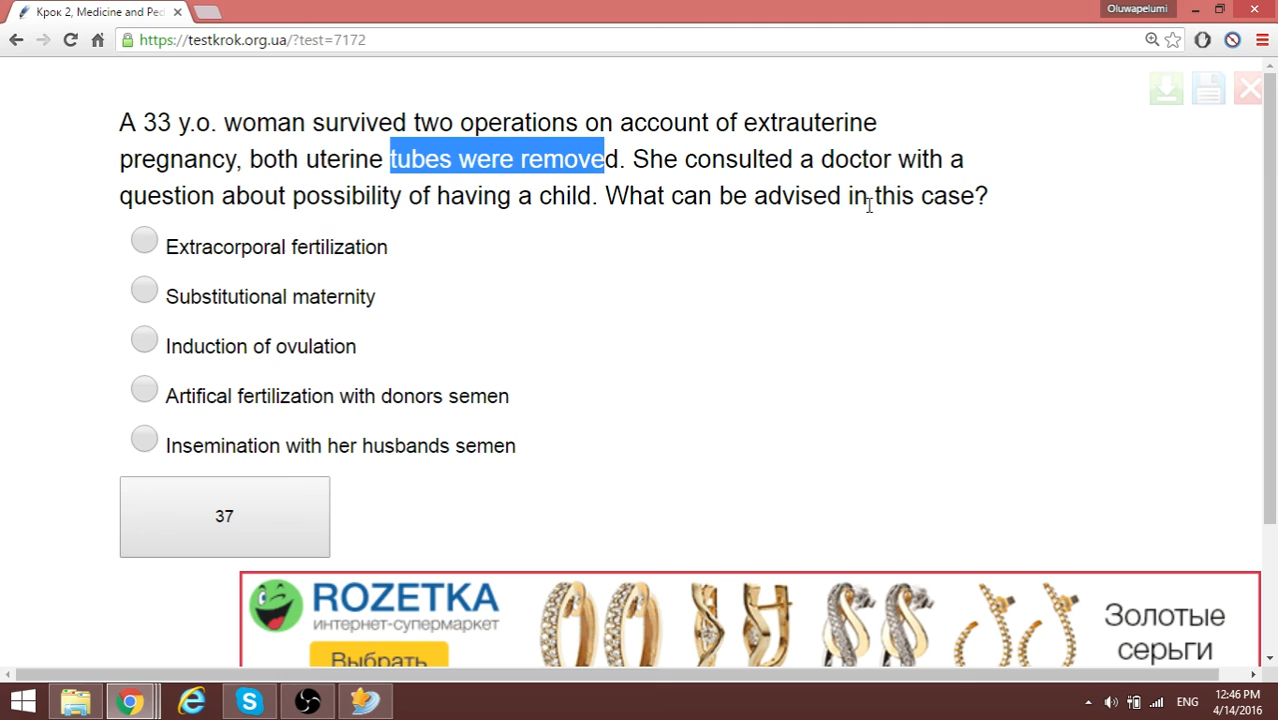 Крок 2, Medicine and Ped
Oluwapelumi
https://testkrok.org.ua/?test=7172
A 33 y.o. woman survived two operations on account of extrauterine
pregnancy, both uterine tubes were removed. She consulted a doctor with a
question about possibility of having a child. What can be advised in this case?
Extracorporal fertilization
Substitutional maternity
Induction of ovulation
Artifical fertilization with donors semen
Insemination with her husbands semen
37
ROZETKA
интернет-супермаркет
Выбрать
Золотые
серьги
ENG
12:46 PM
4/14/2016